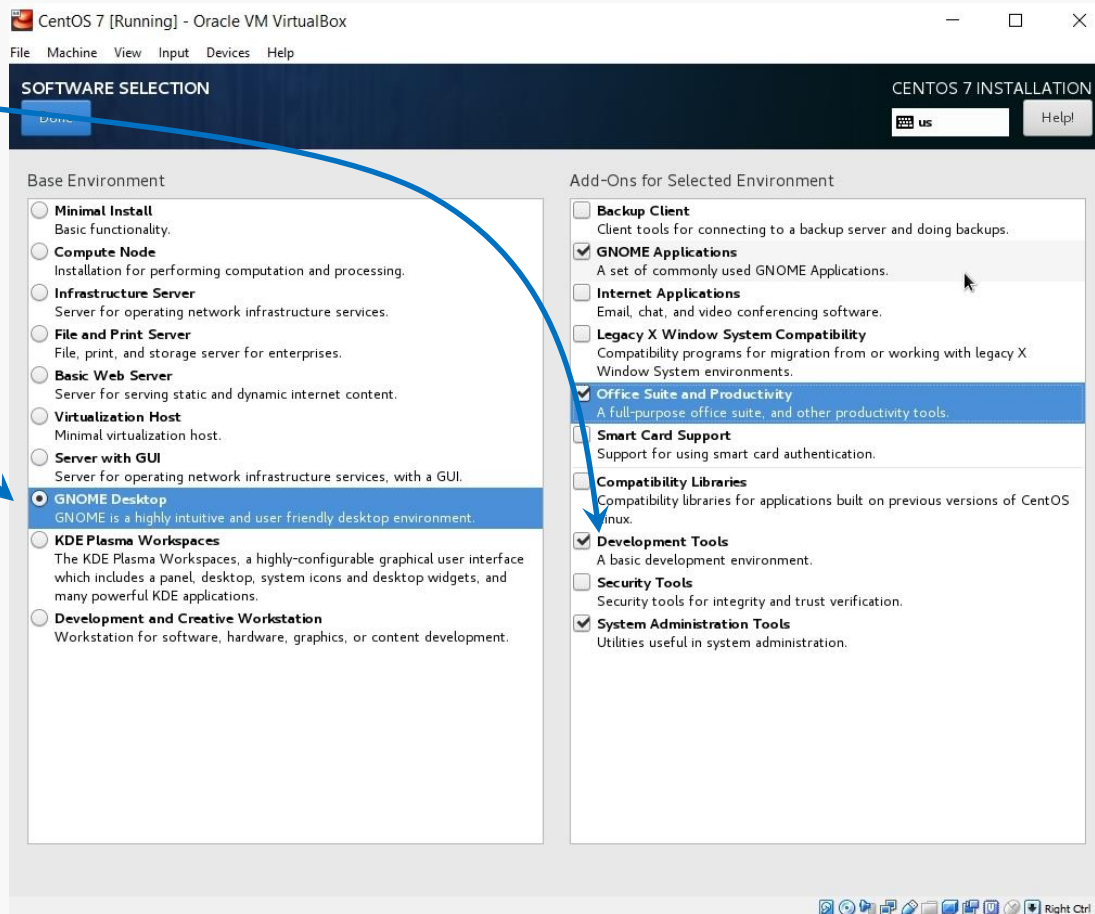 CentOS 7 [Running] - Oracle VM VirtualBox
File Machine View Input Devices Help
SOFTWARE SELECTION
CENTOS 7 INSTALLATION
Done
us
Help!
Base Environment
Minimal Install
Basic functionality.
Compute Node
Installation for performing computation and processing.
Infrastructure Server
Server for operating network infrastructure services.
File and Print Server
File, print, and storage server for enterprises.
Basic Web Server
Server for serving static and dynamic internet content.
Virtualization Host
Minimal virtualization host.
Server with GUI
Server for operating network infrastructure services, with a GUI.
GNOME Desktop
GNOME is a highly intuitive and user friendly desktop environment.
KDE Plasma Workspaces
The KDE Plasma Workspaces, a highly-configurable graphical user interface
which includes a panel, desktop, system icons and desktop widgets, and
many powerful KDE applications.
Development and Creative Workstation
Workstation for software, hardware, graphics, or content development.
Add-Ons for Selected Environment
Backup Client
Client tools for connecting to a backup server and doing backups.
GNOME Applications
A set of commonly used GNOME Applications.
Internet Applications
Email, chat, and video conferencing software.
Legacy X Window System Compatibility
Compatibility programs for migration from or working with legacy X
Window System environments.
Office Suite and Productivity
A full-purpose office suite, and other productivity tools.
Smart Card Support
Support for using smart card authentication.
Compatibility Libraries
Compatibility libraries for applications built on previous versions of CentOS
Linux.
Development Tools
A basic development environment.
Security Tools
Security tools for integrity and trust verification.
System Administration Tools
Utilities useful in system administration.
Right Ctrl